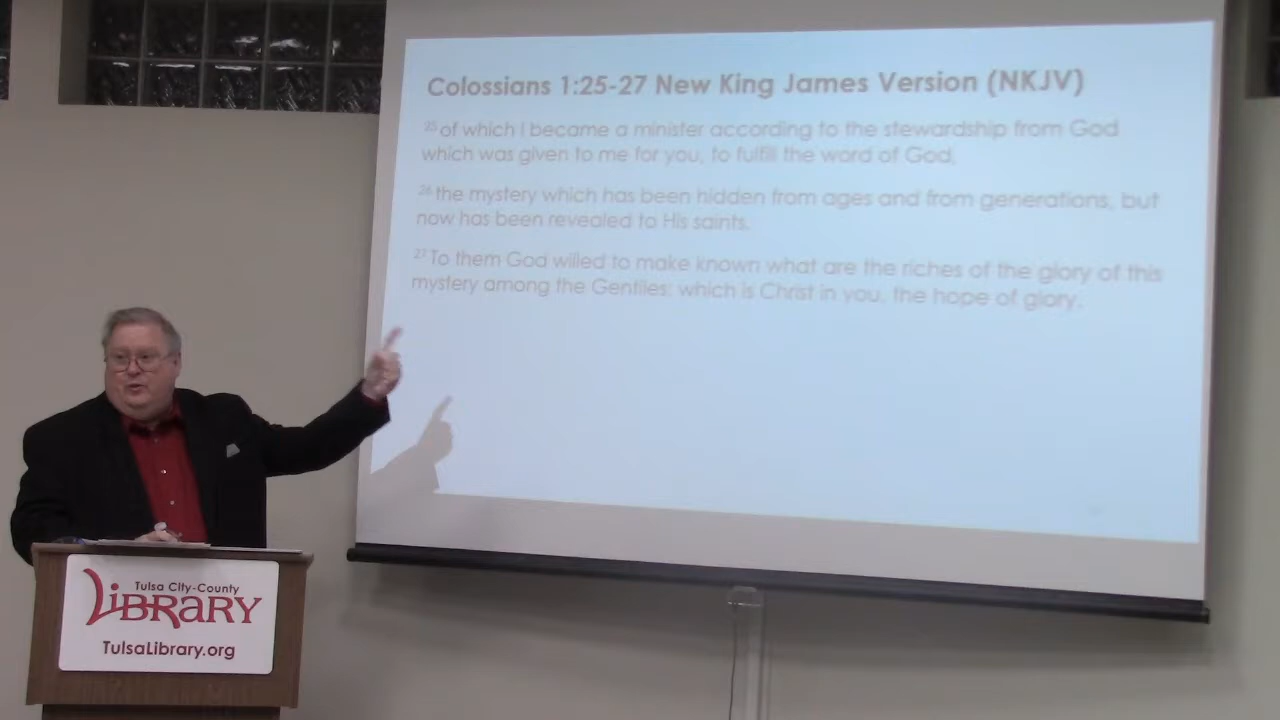 Colossians 1:25-27 New King James Version (NKJV)
25 of which I became a minister according to the stewardship from God
which was given to me for you, to fulfill the word of God,
26 the mystery which has been hidden from ages and from generations, but
now has been revealed to His saints.
27 To them God willed to make known what are the riches of the glory of this
mystery among the Gentiles: which is Christ in you, the hope of glory.
Tulsa City-County
LIBRARY
TulsaLibrary.org